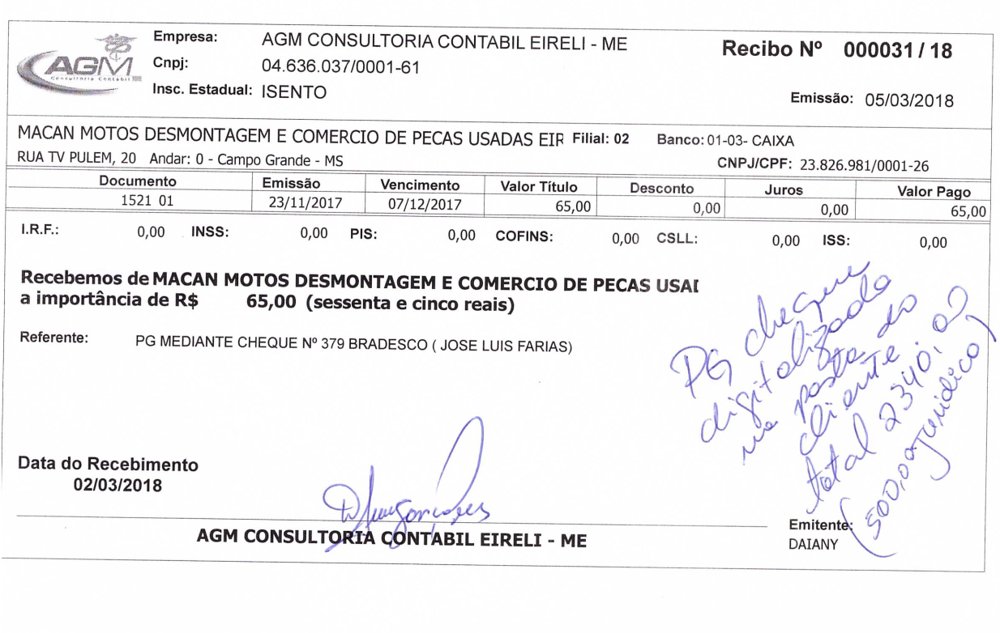 AGM
Consultoria Contabil
Empresa: AGM CONSULTORIA CONTABIL EIRELI - ME
Recibo Nº 000031 / 18
Cnpj: 04.636.037/0001-61
Insc. Estadual: ISENTO
Emissão: 05/03/2018
MACAN MOTOS DESMONTAGEM E COMERCIO DE PECAS USADAS EIR Filial: 02 Banco: 01-03- CAIXA
RUA TV PULEM, 20 Andar: 0 - Campo Grande - MS CNPJ/CPF: 23.826.981/0001-26
Documento Emissão Vencimento Valor Título Desconto Juros Valor Pago
1521 01 23/11/2017 07/12/2017 65,00 0,00 0,00 65,00
I.R.F.: 0,00 INSS: 0,00 PIS: 0,00 COFINS: 0,00 CSLL: 0,00 ISS: 0,00
Recebemos de MACAN MOTOS DESMONTAGEM E COMERCIO DE PECAS USAI
a importância de R$ 65,00 (sessenta e cinco reais)
Referente: PG MEDIANTE CHEQUE Nº 379 BRADESCO ( JOSE LUIS FARIAS)
PG cheque
digitalizado
na pasta do
cliente
total 2340,00
(500,00 Juridico)
Data do Recebimento
02/03/2018
AGM CONSULTORIA CONTÁBIL EIRELI - ME
Emitente:
DAIANY